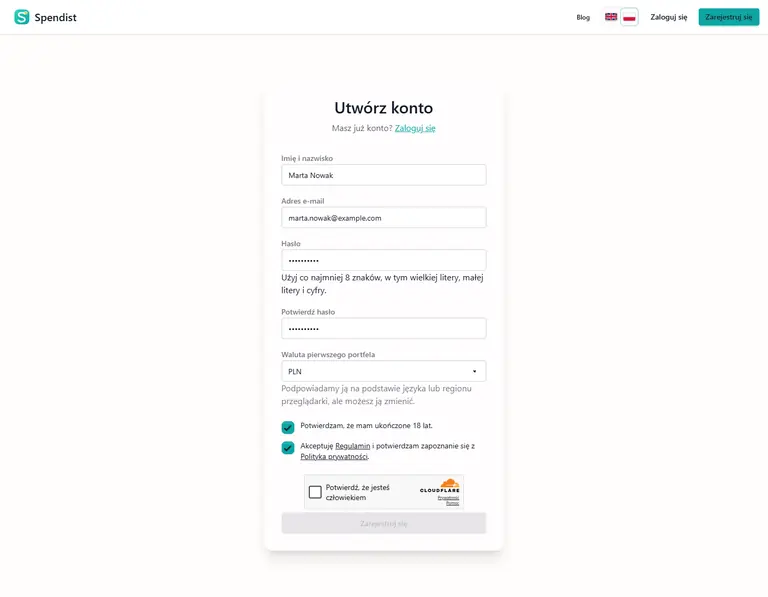 Spendist
Blog
Zaloguj się
Zarejestruj się
Utwórz konto
Masz już konto? Zaloguj się
Imię i nazwisko
Marta Nowak
Adres e-mail
marta.nowak@example.com
Hasło
••••••••••
Użyj co najmniej 8 znaków, w tym wielkiej litery, małej
litery i cyfry.
Potwierdź hasło
••••••••••
Waluta pierwszego portfela
PLN
Podpowiadamy ją na podstawie języka lub regionu
przeglądarki, ale możesz ją zmienić.
Potwierdzam, że mam ukończone 18 lat.
Akceptuję Regulamin i potwierdzam zapoznanie się z
Polityką prywatności.
Potwierdź, że jesteś
człowiekiem
CLOUDFLARE
Prywatność
Pomoc
Zarejestruj się